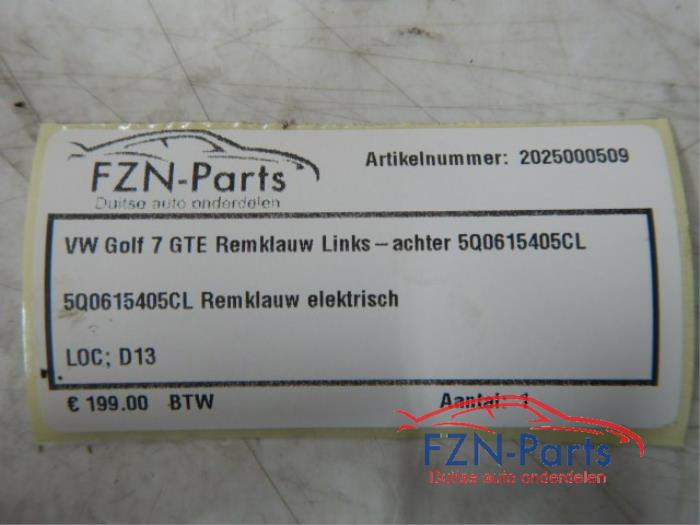 FZN-Parts
Duitse auto onderdelen
Artikelnummer: 2025000509
VW Golf 7 GTE Remklauw Links-achter 5Q0615405CL
5Q0615405CL Remklauw elektrisch
LOC; D13
€ 199.00 BTW
Aantal: 1
FZN-Parts
Duitse auto onderdelen